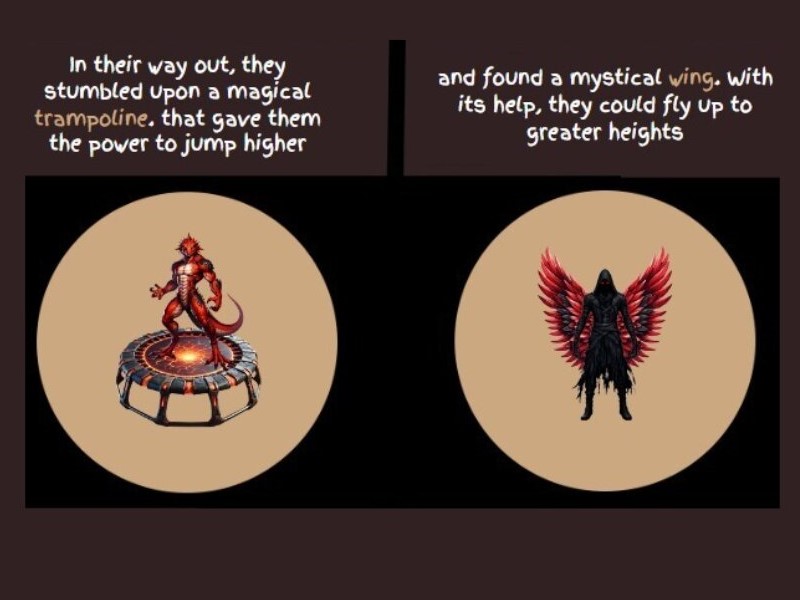 In their way out, they
stumbled upon a magical
trampoline. that gave them
the power to jump higher
and found a mystical wing. With
its help, they could fly up to
greater heights